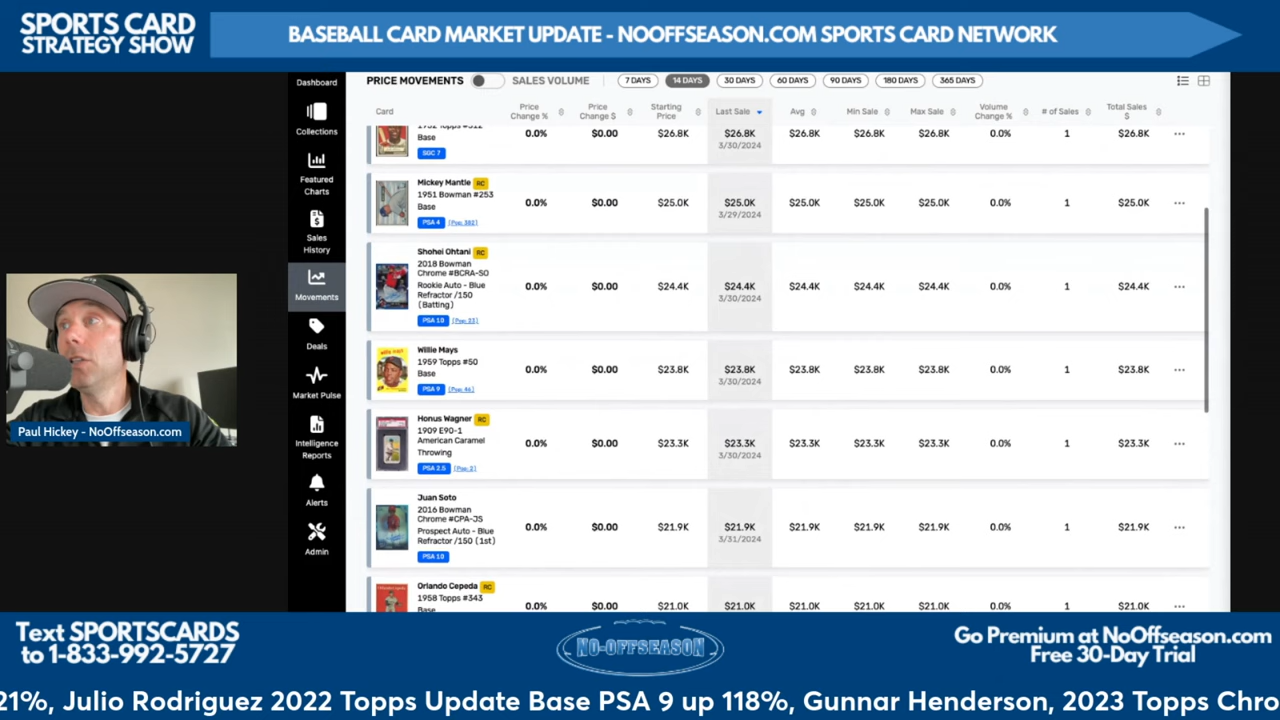 SPORTS CARD
STRATEGY SHOW
BASEBALL CARD MARKET UPDATE - NOOFFSEASON.COM SPORTS CARD NETWORK
Dashboard
Collections
Featured
Charts
Sales
History
Movements
Deals
Market Pulse
Intelligence
Reports
Alerts
Admin
PRICE MOVEMENTS SALES VOLUME 7 DAYS 14 DAYS 30 DAYS 60 DAYS 90 DAYS 180 DAYS 365 DAYS
Card Price Change % Price Change $ Starting Price Last Sale Avg Min Sale Max Sale Volume Change % # of Sales Total Sales $
1952 Topps #312
Base 0.0% $0.00 $26.8K $26.8K $26.8K $26.8K $26.8K 0.0% 1 $26.8K
3/30/2024
SGC 7
Mickey Mantle RC
1951 Bowman #253
Base 0.0% $0.00 $25.0K $25.0K $25.0K $25.0K $25.0K 0.0% 1 $25.0K
3/29/2024
PSA 4 [Pop: 382]
Shohei Ohtani RC
2018 Bowman
Chrome #BCRA-SO
Rookie Auto - Blue 0.0% $0.00 $24.4K $24.4K $24.4K $24.4K $24.4K 0.0% 1 $24.4K
Refractor /150 3/30/2024
(Batting)
PSA 10 [Pop: 23]
Willie Mays
1959 Topps #50 0.0% $0.00 $23.8K $23.8K $23.8K $23.8K $23.8K 0.0% 1 $23.8K
Base 3/30/2024
PSA 9 [Pop: 46]
Honus Wagner RC
1909 E90-1
American Caramel 0.0% $0.00 $23.3K $23.3K $23.3K $23.3K $23.3K 0.0% 1 $23.3K
Throwing 3/30/2024
PSA 2.5 [Pop: 2]
Juan Soto
2016 Bowman
Chrome #CPA-JS
Prospect Auto - Blue 0.0% $0.00 $21.9K $21.9K $21.9K $21.9K $21.9K 0.0% 1 $21.9K
Refractor /150 (1st) 3/31/2024
PSA 10
Orlando Cepeda RC
1958 Topps #343
Base 0.0% $0.00 $21.0K $21.0K $21.0K $21.0K $21.0K 0.0% 1 $21.0K
Paul Hickey - NoOffseason.com
Text SPORTSCARDS
to 1-833-992-5727
NO-OFFSEASON
Go Premium at NoOffseason.com
Free 30-Day Trial
21%, Julio Rodriguez 2022 Topps Update Base PSA 9 up 118%, Gunnar Henderson, 2023 Topps Chro